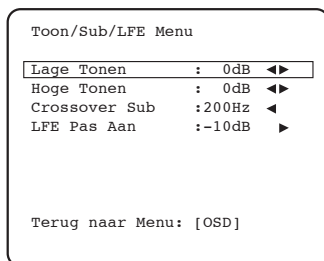 Toon/Sub/LFE Menu
Lage Tonen : 0dB ◄►
Hoge Tonen : 0dB ◄►
Crossover Sub :200Hz ◄
LFE Pas Aan :-10dB ►
Terug naar Menu: [OSD]